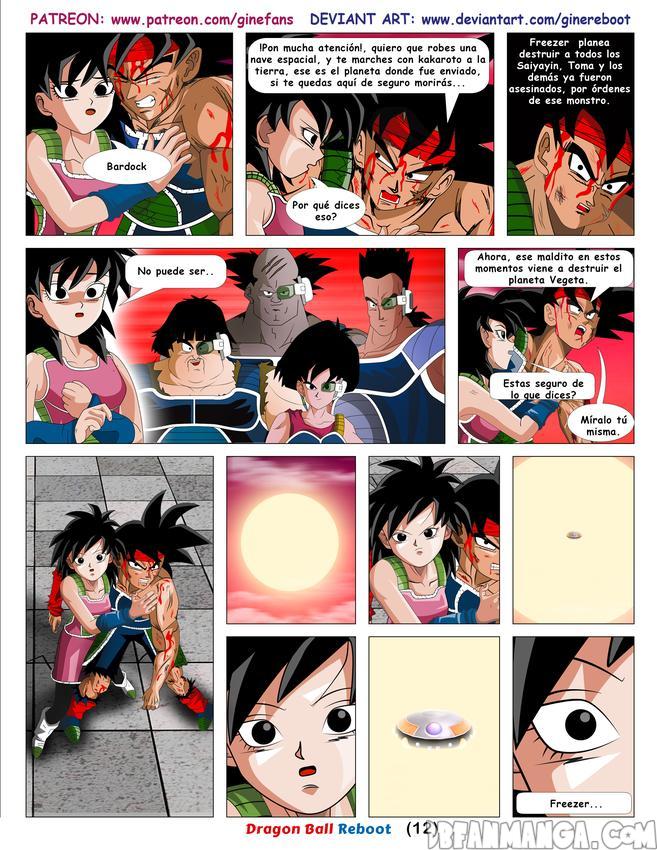 PATREON: www.patreon.com/ginefans DEVIANT ART: www.deviantart.com/ginereboot
Bardock
!Pon mucha atención!, quiero que robes una
nave espacial, y te marches con kakaroto a la
tierra, ese es el planeta donde fue enviado,
si te quedas aquí de seguro morirás...
Por qué dices
eso?
Freezer planea
destruir a todos los
Saiyayin, Toma y los
demás ya fueron
asesinados, por órdenes
de ese monstro.
No puede ser..
Ahora, ese maldito en estos
momentos viene a destruir el
planeta Vegeta.
Estas seguro de
lo que dices?
Míralo tú
misma.
Freezer...
Dragon Ball Reboot (12)
DBFANMANGA.COM